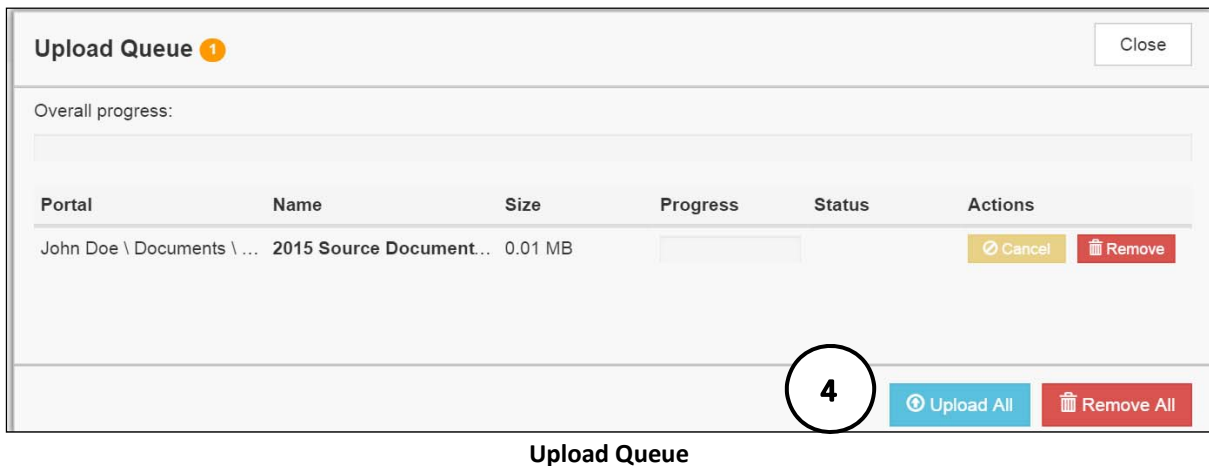 Upload Queue 1 Close
Overall progress:
Portal Name Size Progress Status Actions
John Doe \ Documents \ ... 2015 Source Document... 0.01 MB Cancel Remove
4 Upload All Remove All
Upload Queue